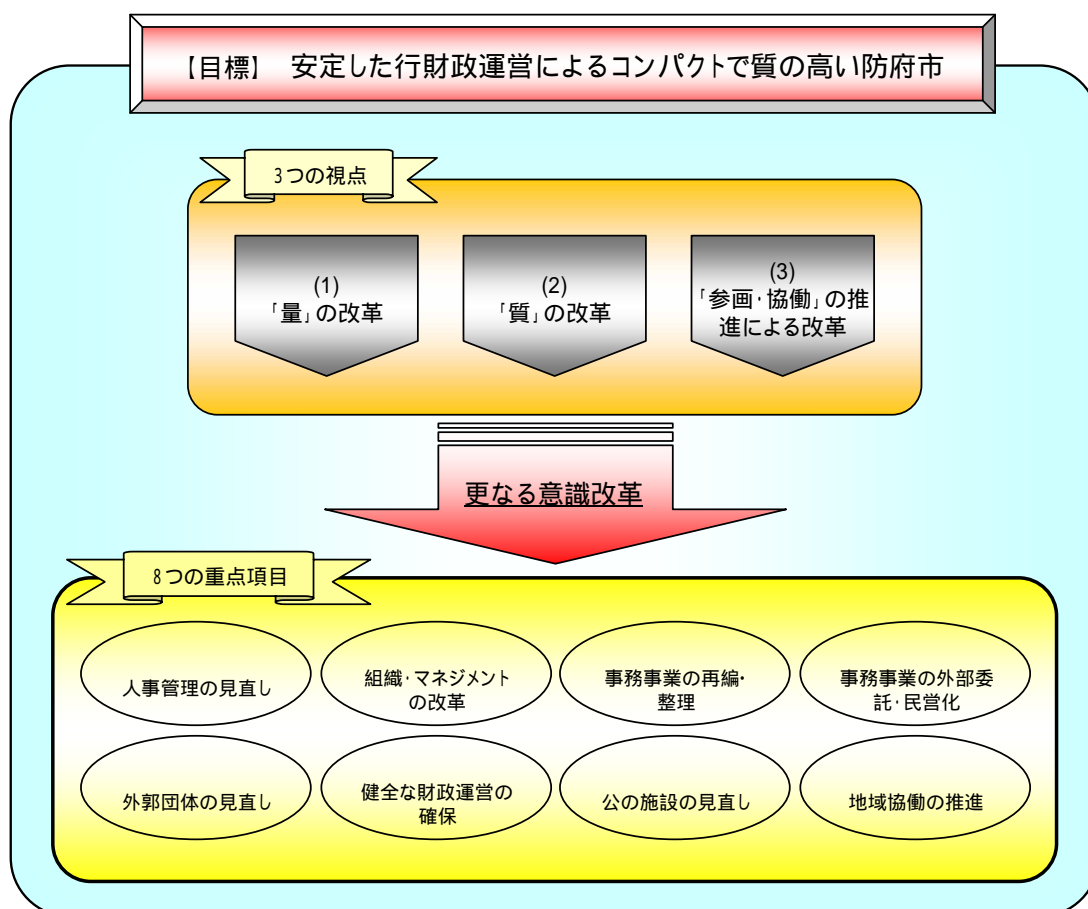 【目標】 安定した行財政運営によるコンパクトで質の高い防府市
3つの視点
(1)
「量」の改革
(2)
「質」の改革
(3)
「参画・協働」の推
進による改革
更なる意識改革
8つの重点項目
人事管理の見直し
組織・マネジメント
の改革
事務事業の再編・
整理
事務事業の外部委
託・民営化
外郭団体の見直し
健全な財政運営の
確保
公の施設の見直し
地域協働の推進